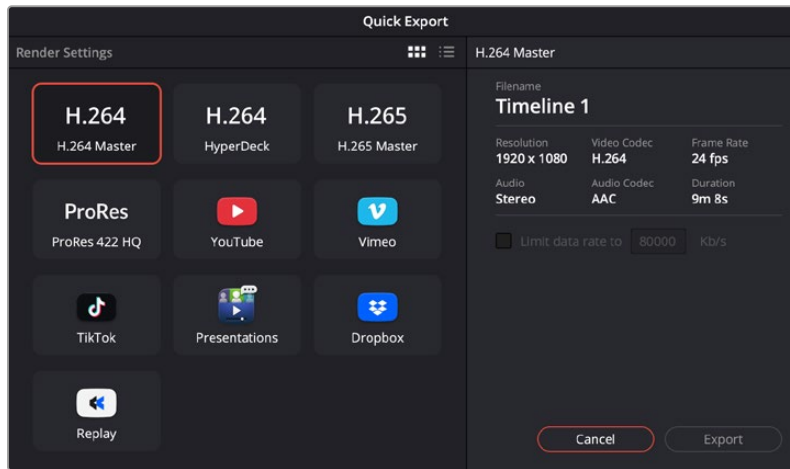 Quick Export
Render Settings
H.264 Master
H.264
H.264 Master
H.264
HyperDeck
H.265
H.265 Master
ProRes
ProRes 422 HQ
YouTube
Vimeo
TikTok
Presentations
Dropbox
Replay
Filename
Timeline 1
Resolution
1920 x 1080
Video Codec
H.264
Frame Rate
24 fps
Audio
Stereo
Audio Codec
AAC
Duration
9m 8s
Limit data rate to 80000 Kb/s
Cancel
Export